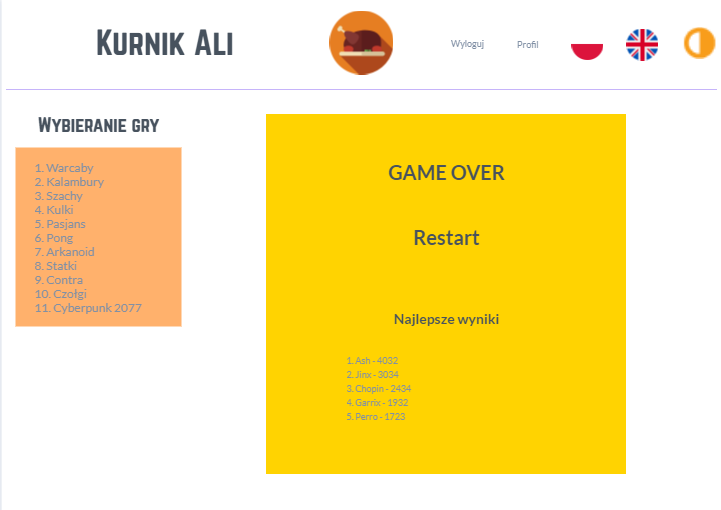 Kurnik Ali
Wyloguj
Profil
Wybieranie gry
1. Warcaby
2. Kalambury
3. Szachy
4. Kulki
5. Pasjans
6. Pong
7. Arkanoid
8. Statki
9. Contra
10. Czołgi
11. Cyberpunk 2077
GAME OVER
Restart
Najlepsze wyniki
1. Ash - 4032
2. Jinx - 3034
3. Chopin - 2434
4. Garrix - 1932
5. Perro - 1723